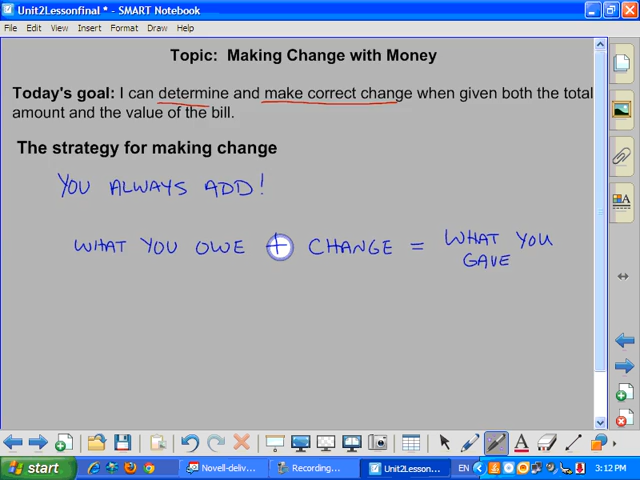 Unit2Lessonfinal * - SMART Notebook
File Edit View Insert Format Draw Help
Topic: Making Change with Money
Today's goal: I can determine and make correct change when given both the total
amount and the value of the bill.
The strategy for making change
YOU ALWAYS ADD!
WHAT YOU OWE + CHANGE = WHAT YOU
GAVE
start
Novell-deliv...
Recording...
Unit2Lesson...
EN
3:12 PM